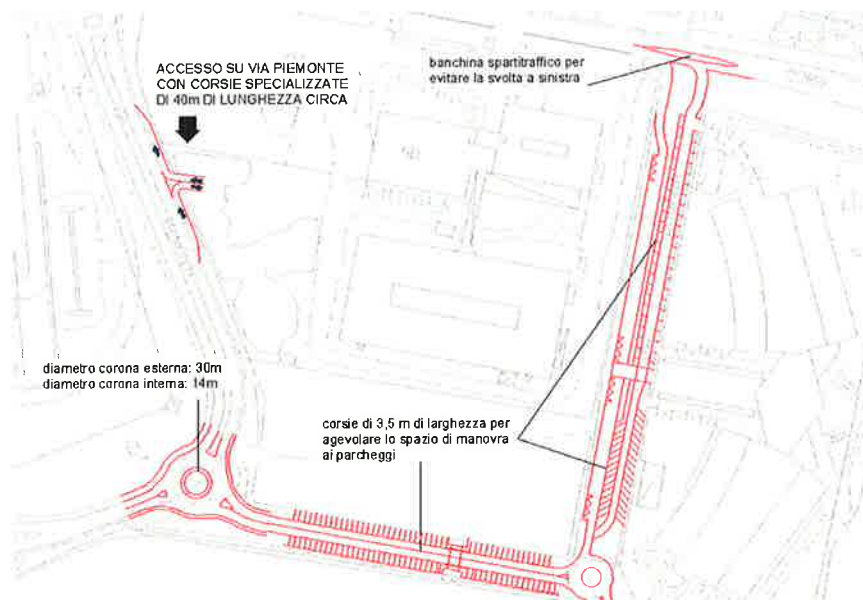 ACCESSO SU VIA PIEMONTE
CON CORSIE SPECIALIZZATE
DI 40m DI LUNGHEZZA CIRCA
banchina spartitraffico per
evitare la svolta a sinistra
diametro corona esterna: 30m
diametro corona interna: 14m
corsie di 3,5 m di larghezza per
agevolare lo spazio di manovra
ai parcheggi